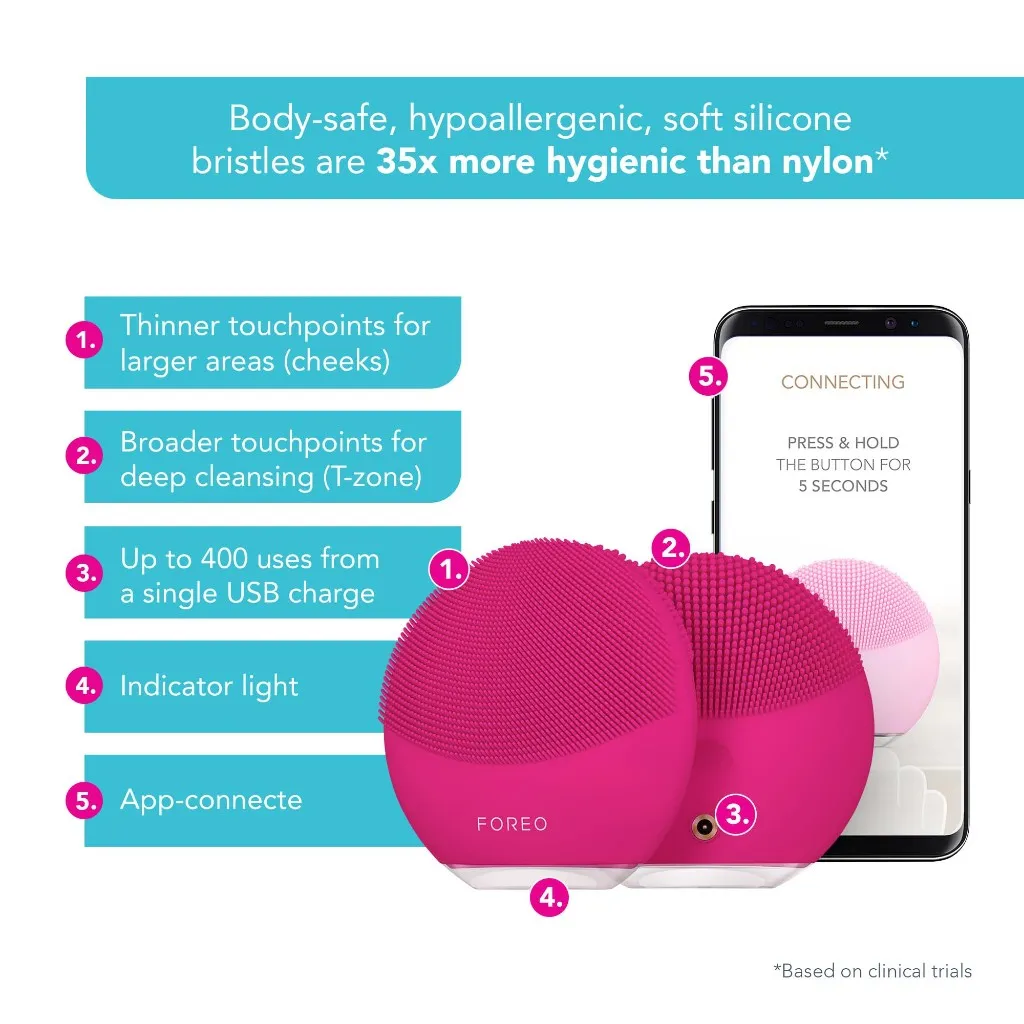 Body-safe, hypoallergenic, soft silicone
bristles are 35x more hygienic than nylon*
1. Thinner touchpoints for
larger areas (cheeks)
2. Broader touchpoints for
deep cleansing (T-zone)
3. Up to 400 uses from
a single USB charge
4. Indicator light
5. App-connecte
5.
CONNECTING
PRESS & HOLD
THE BUTTON FOR
5 SECONDS
1.
2.
FOREO
3.
4.
*Based on clinical trials